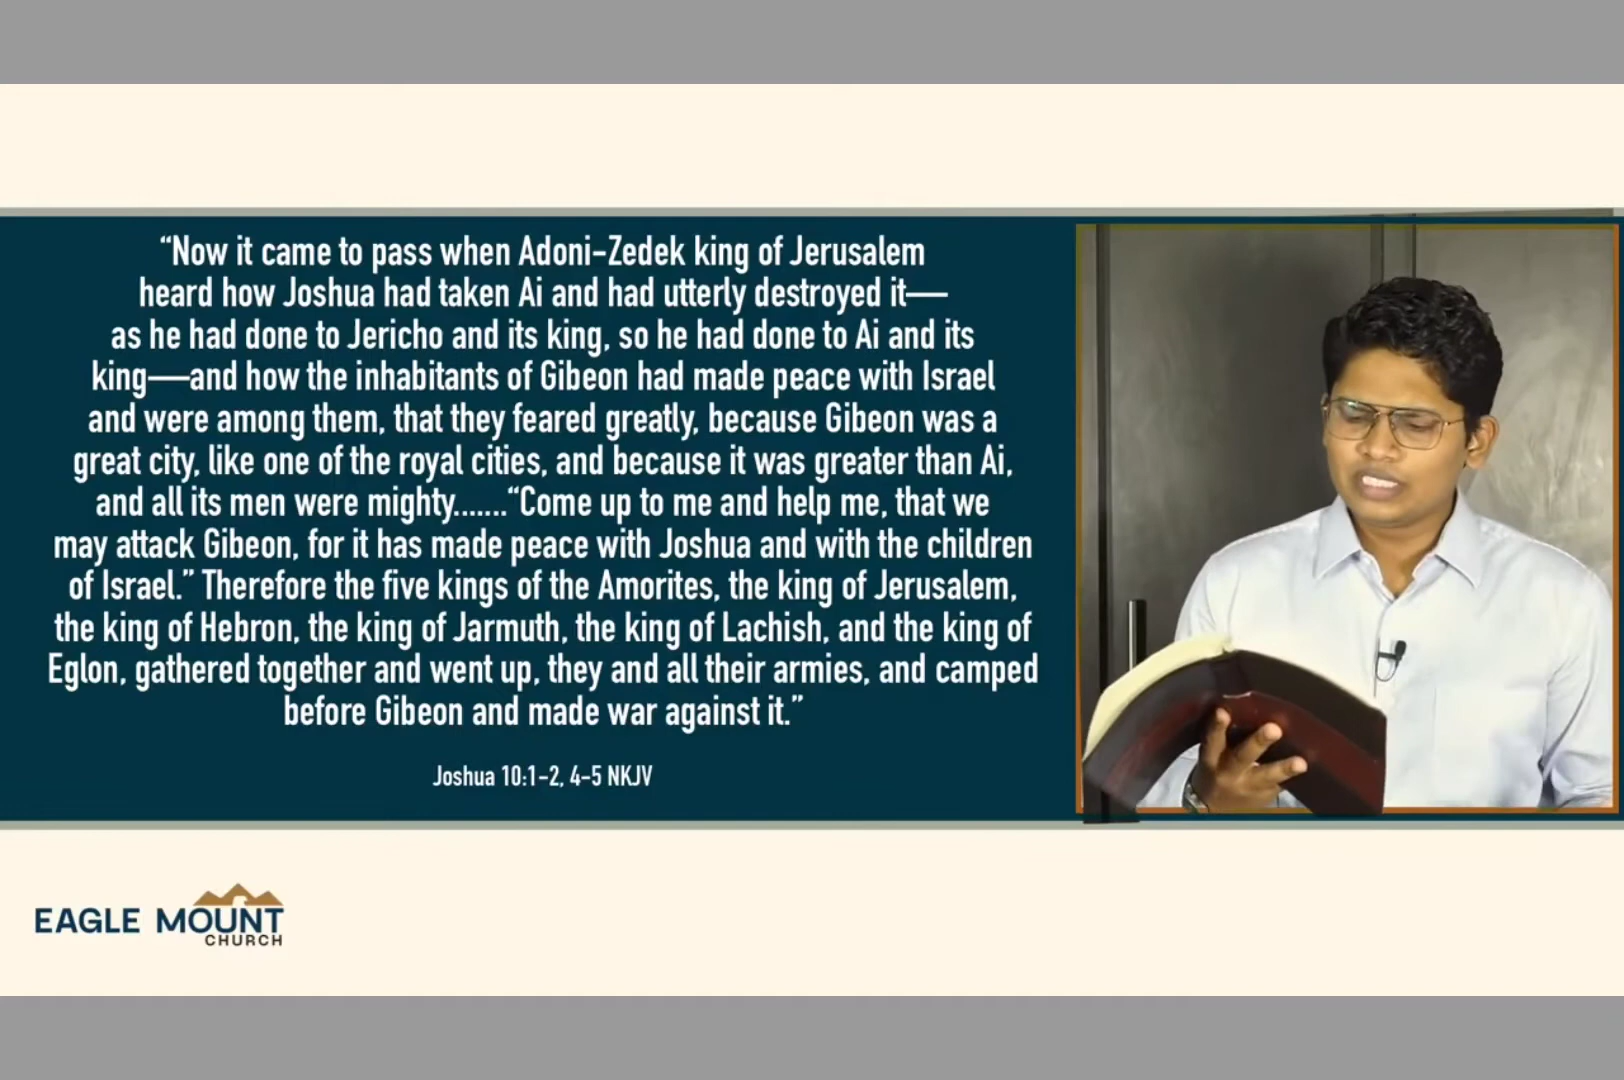 “Now it came to pass when Adoni-Zedek king of Jerusalem
heard how Joshua had taken Ai and had utterly destroyed it—
as he had done to Jericho and its king, so he had done to Ai and its
king—and how the inhabitants of Gibeon had made peace with Israel
and were among them, that they feared greatly, because Gibeon was a
great city, like one of the royal cities, and because it was greater than Ai,
and all its men were mighty.......“Come up to me and help me, that we
may attack Gibeon, for it has made peace with Joshua and with the children
of Israel.” Therefore the five kings of the Amorites, the king of Jerusalem,
the king of Hebron, the king of Jarmuth, the king of Lachish, and the king of
Eglon, gathered together and went up, they and all their armies, and camped
before Gibeon and made war against it.”
Joshua 10:1-2, 4-5 NKJV
EAGLE MOUNT
CHURCH